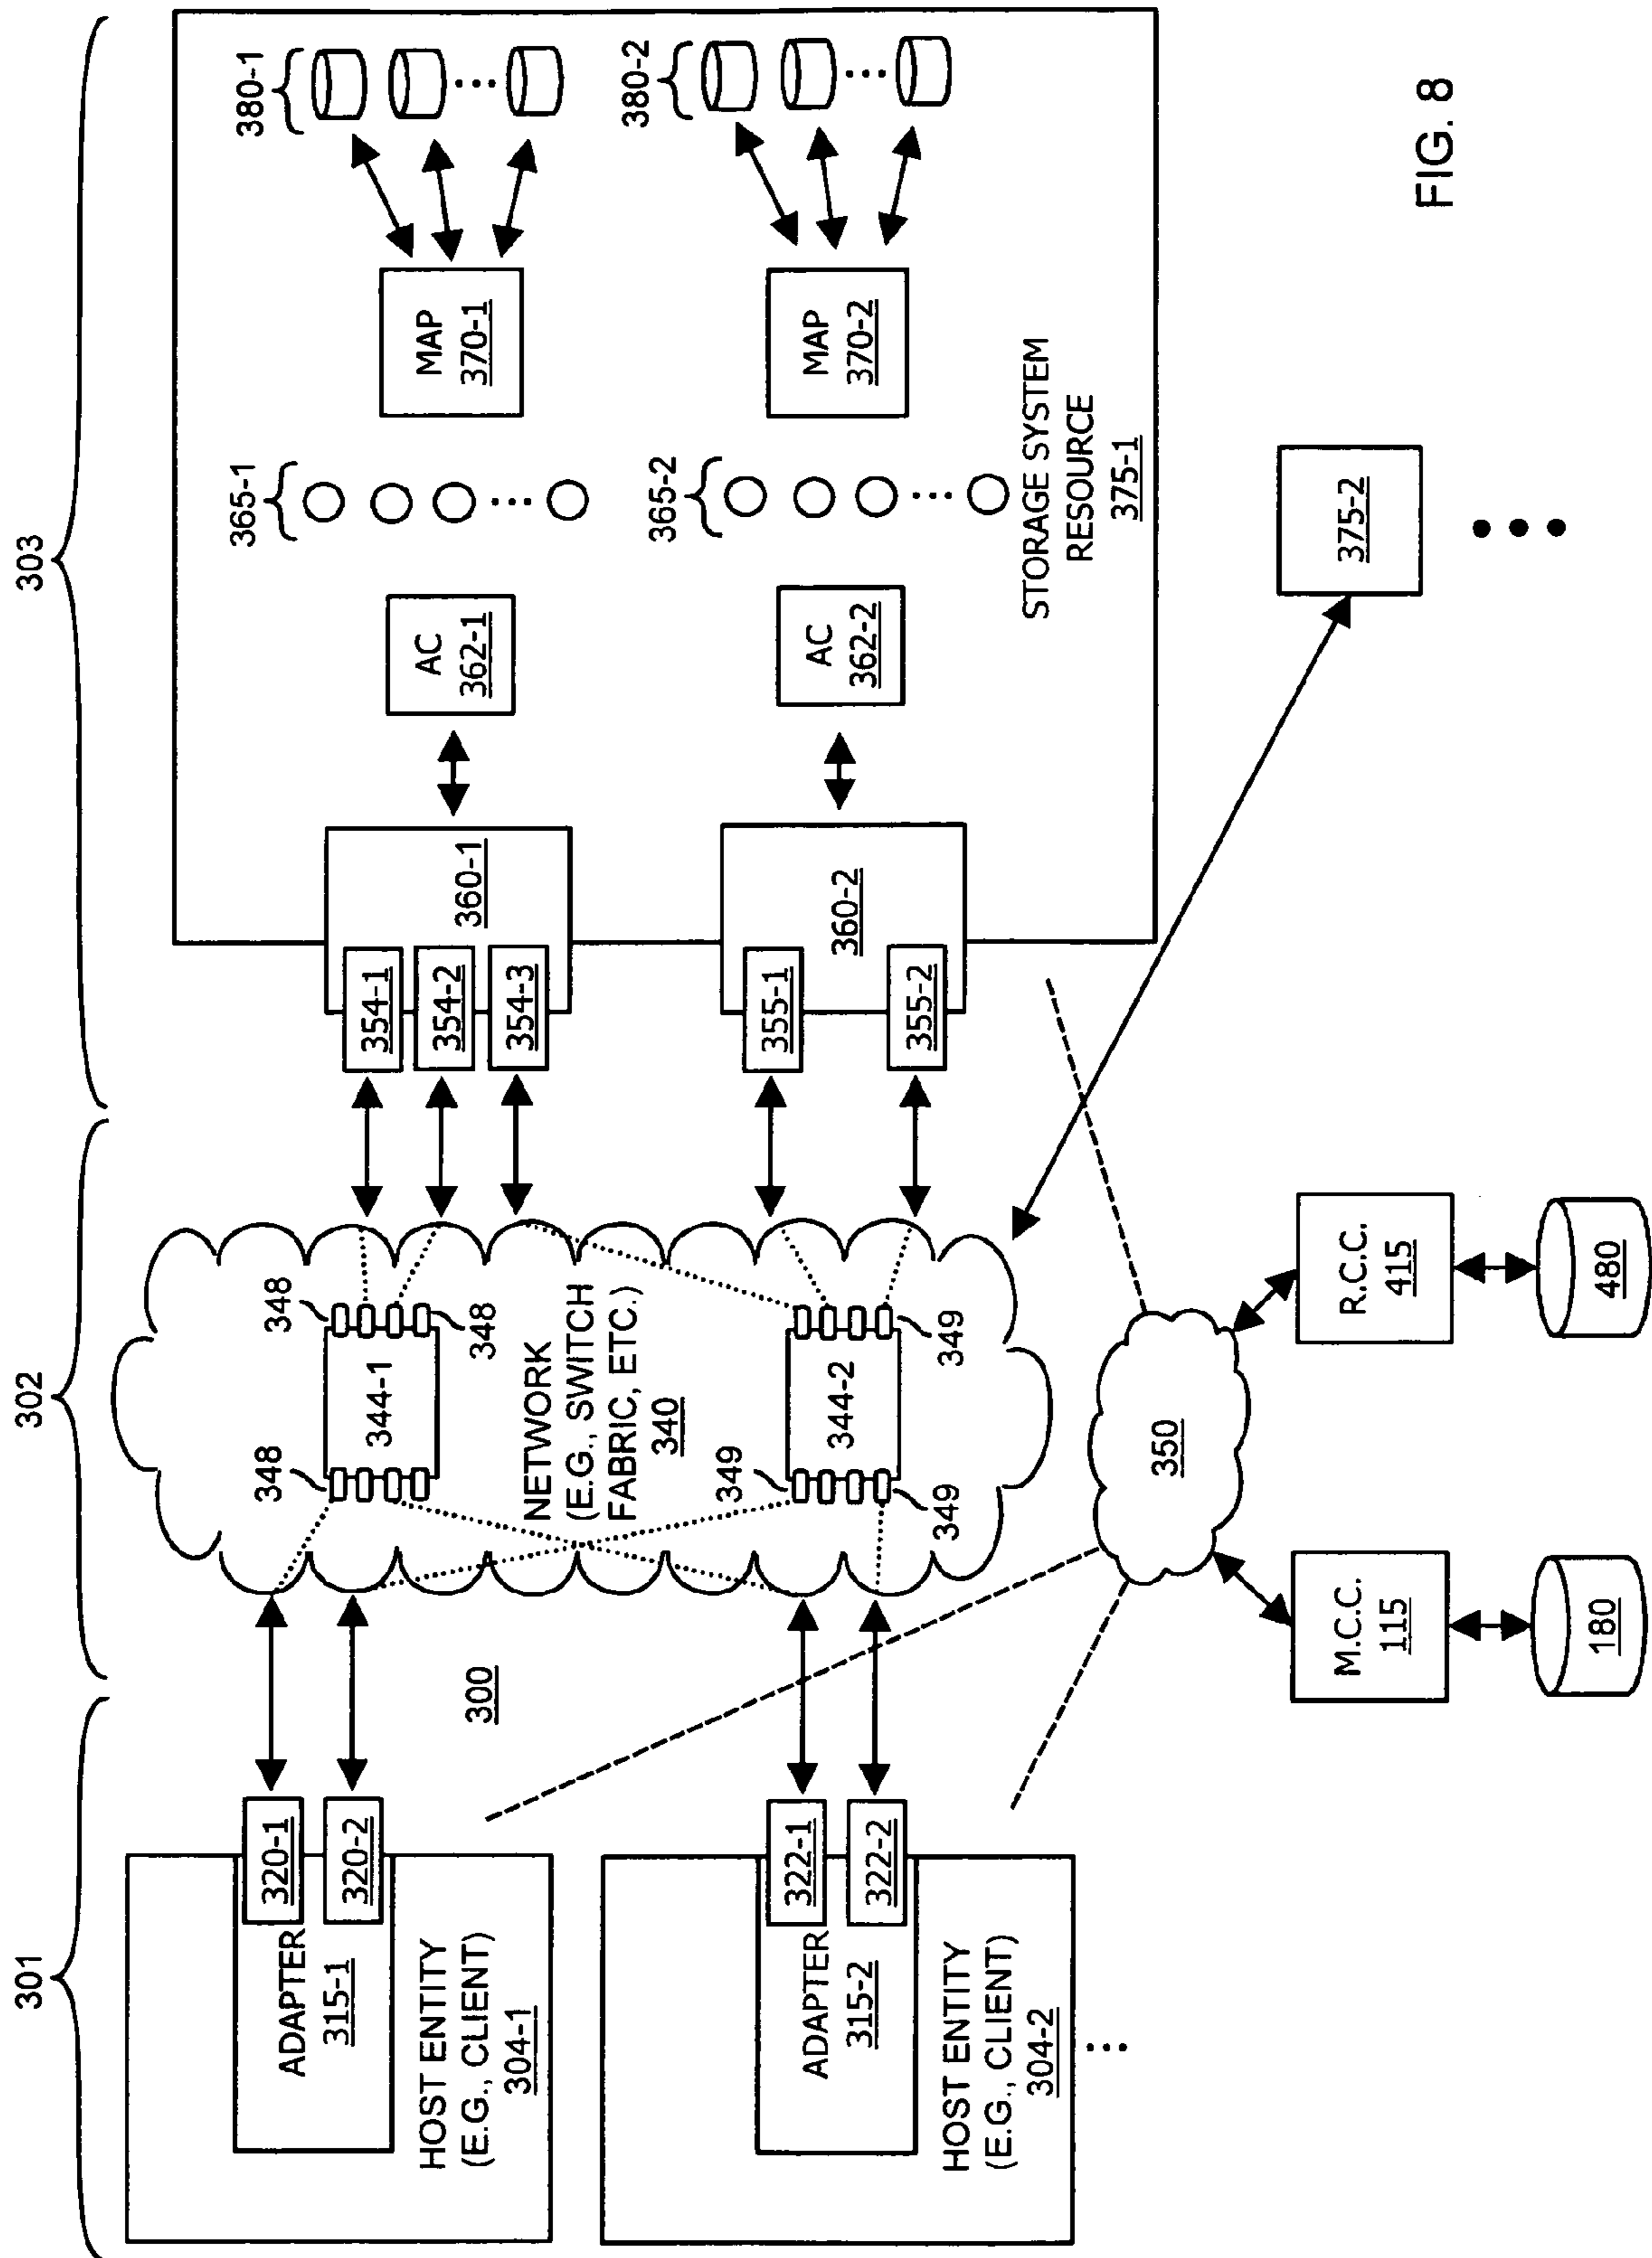 301
302
303
ADAPTER
315-1
320-1
320-2
HOST ENTITY
(E.G., CLIENT)
304-1
ADAPTER
315-2
322-1
322-2
HOST ENTITY
(E.G., CLIENT)
304-2
...
300
348
348
344-1
348
NETWORK
(E.G., SWITCH
FABRIC, ETC.)
340
349
349
344-2
349
354-1
354-2
354-3
360-1
355-1
355-2
360-2
AC
362-1
AC
362-2
365-1
...
365-2
...
MAP
370-1
MAP
370-2
380-1
...
380-2
...
STORAGE SYSTEM
RESOURCE
375-1
375-2
...
350
M.C.C.
115
180
R.C.C.
415
480
FIG. 8